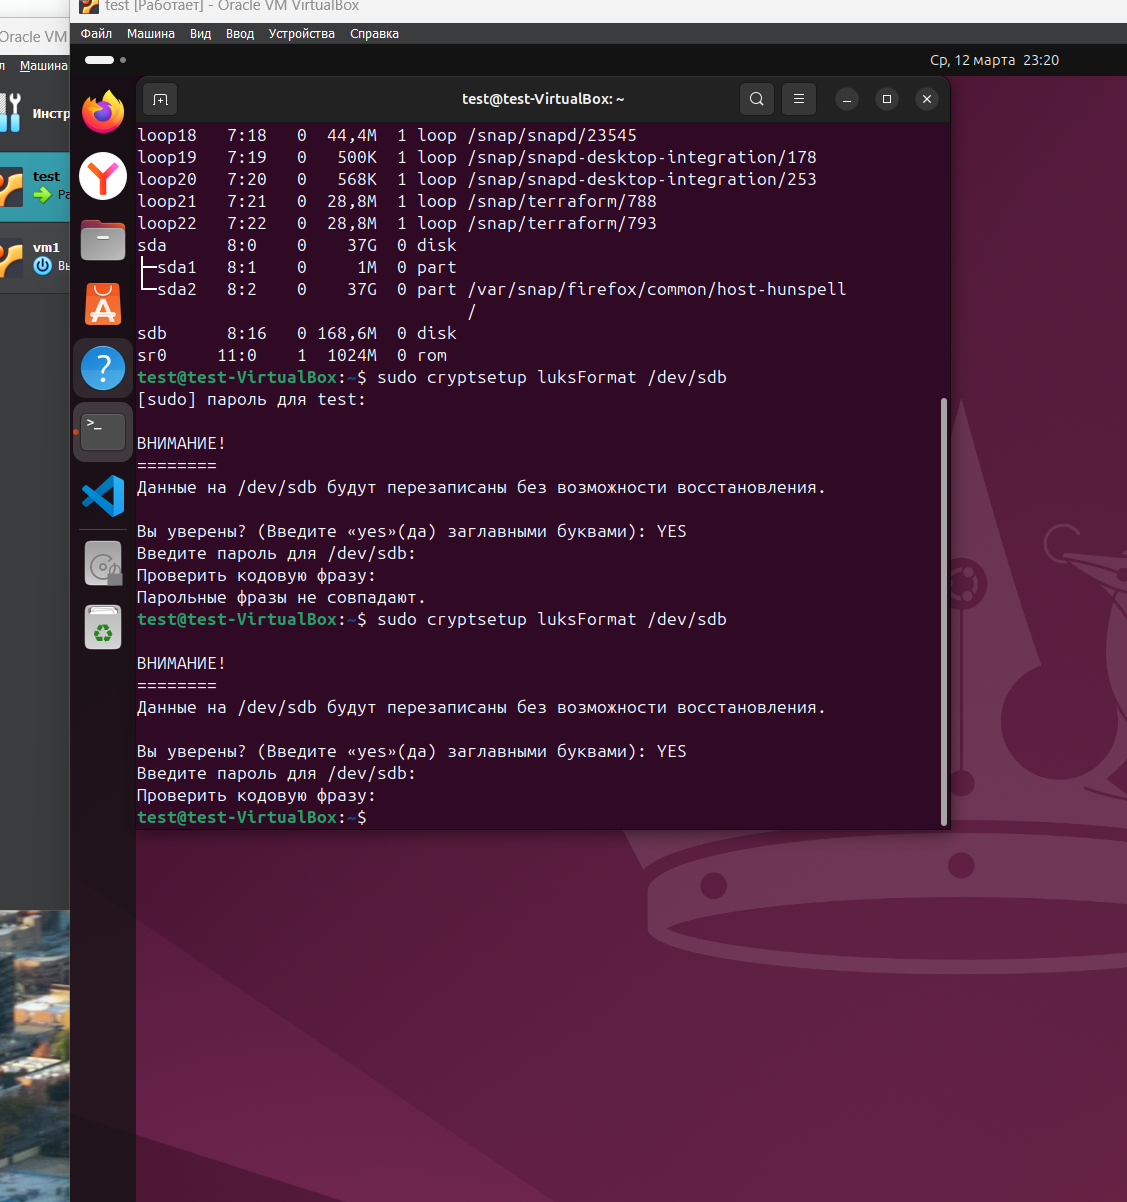 test [Работает] - Oracle VM VirtualBox
Oracle VM
Файл Машина Вид Ввод Устройства Справка
л Машина
Ср, 12 марта 23:20
Инстр
test
Ра
vm1
Вы
test@test-VirtualBox: ~
loop18 7:18 0 44,4M 1 loop /snap/snapd/23545
loop19 7:19 0 500K 1 loop /snap/snapd-desktop-integration/178
loop20 7:20 0 568K 1 loop /snap/snapd-desktop-integration/253
loop21 7:21 0 28,8M 1 loop /snap/terraform/788
loop22 7:22 0 28,8M 1 loop /snap/terraform/793
sda 8:0 0 37G 0 disk
├─sda1 8:1 0 1M 0 part
└─sda2 8:2 0 37G 0 part /var/snap/firefox/common/host-hunspell
/
sdb 8:16 0 168,6M 0 disk
sr0 11:0 1 1024M 0 rom
test@test-VirtualBox:~$ sudo cryptsetup luksFormat /dev/sdb
[sudo] пароль для test:
ВНИМАНИЕ!
========
Данные на /dev/sdb будут перезаписаны без возможности восстановления.
Вы уверены? (Введите «yes»(да) заглавными буквами): YES
Введите пароль для /dev/sdb:
Проверить кодовую фразу:
Парольные фразы не совпадают.
test@test-VirtualBox:~$ sudo cryptsetup luksFormat /dev/sdb
ВНИМАНИЕ!
========
Данные на /dev/sdb будут перезаписаны без возможности восстановления.
Вы уверены? (Введите «yes»(да) заглавными буквами): YES
Введите пароль для /dev/sdb:
Проверить кодовую фразу:
test@test-VirtualBox:~$